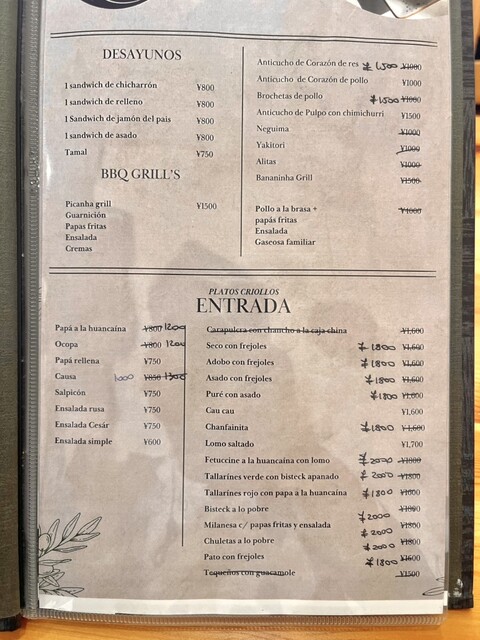 DESAYUNOS
1 sandwich de chicharrón ¥800
1 sandwich de relleno ¥800
1 Sandwich de jamón del pais ¥800
1 sandwich de asado ¥800
Tamal ¥750
BBQ GRILL'S
Picanha grill ¥1500
Guarnición
Papas fritas
Ensalada
Cremas
Anticucho de Corazón de res ¥1,500 ¥1000
Anticucho de Corazón de pollo ¥1000
Brochetas de pollo ¥1500 ¥1000
Anticucho de Pulpo con chimichurri ¥1500
Neguima ¥1000
Yakitori ¥1000
Alitas ¥1000
Bananinha Grill ¥1500
Pollo a la brasa + ¥4000
papás fritas
Ensalada
Gaseosa familiar
PLATOS CRIOLLOS
ENTRADA
Papá a la huancaína ¥800 1200
Ocopa ¥800 1200
Papá rellena ¥750
Causa 1000 ¥850 1300
Salpicón ¥750
Ensalada rusa ¥750
Ensalada Cesár ¥750
Ensalada simple ¥600
Carapulcra con chancho a la caja china ¥1,600
Seco con frejoles ¥1800 ¥1,600
Adobo con frejoles ¥1800 ¥1,600
Asado con frejoles ¥1800 ¥1,600
Puré con asado ¥1800 ¥1,600
Cau cau ¥1,600
Chanfainita ¥1800 ¥1,600
Lomo saltado ¥1,700
Fetuccine a la huancaína con lomo ¥2000 ¥1800
Tallarines verde con bisteck apanado ¥2000 ¥1800
Tallarines rojo con papa a la huancaína ¥1800 ¥1600
Bisteck a lo pobre ¥2000 ¥1800
Milanesa c/ papas fritas y ensalada ¥2000 ¥1800
Chuletas a lo pobre ¥2000 ¥1800
Pato con frejoles ¥1800 ¥1600
Tequeños con guacamole ¥1500